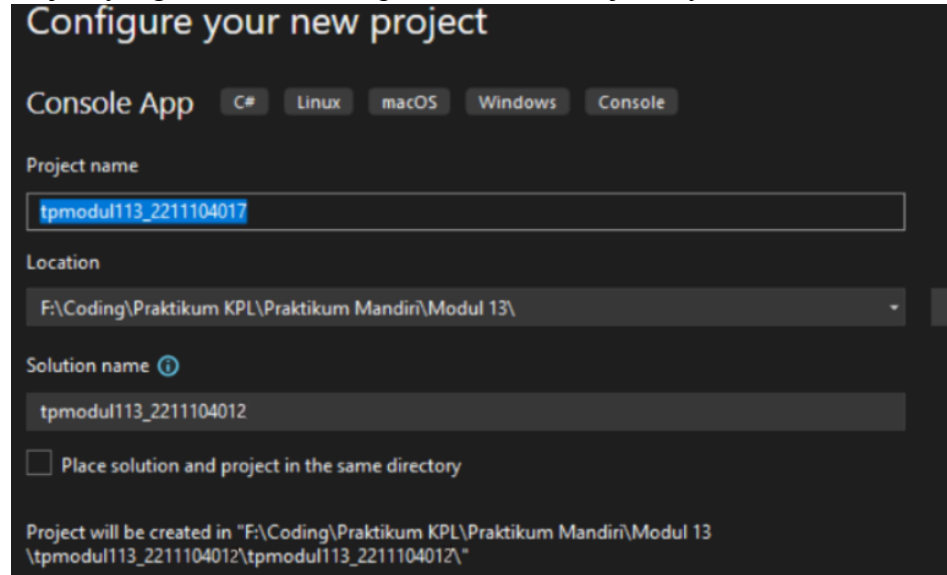 Configure your new project
Console App C# Linux macOS Windows Console
Project name
tpmodul113_2211104017
Location
F:\Coding\Praktikum KPL\Praktikum Mandiri\Modul 13\
Solution name
tpmodul113_2211104012
Place solution and project in the same directory
Project will be created in "F:\Coding\Praktikum KPL\Praktikum Mandiri\Modul 13
\tpmodul113_2211104012\tpmodul113_2211104012\"